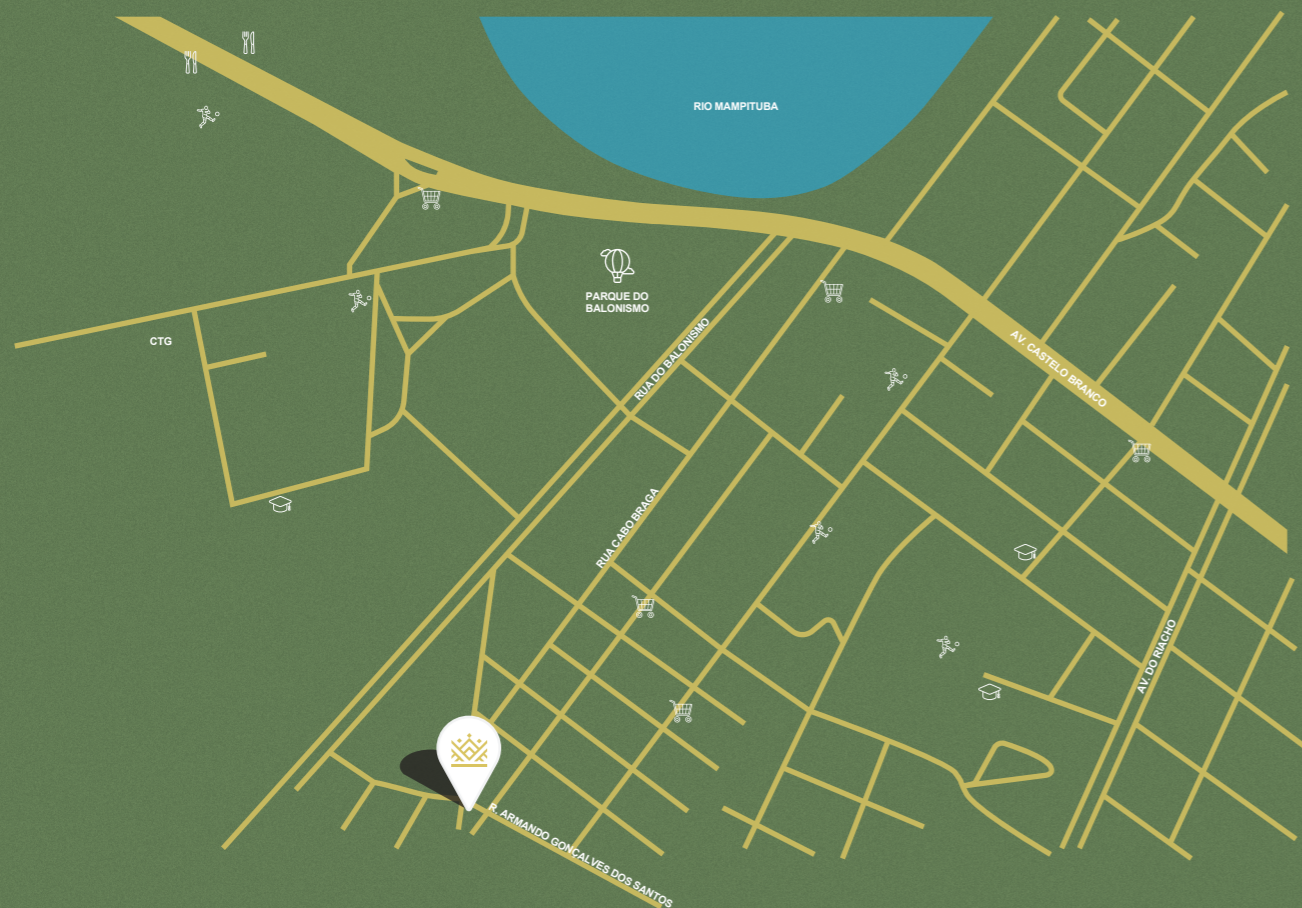 RIO MAMPITUBA
PARQUE DO
BALONISMO
CTG
RUA DO BALONISMO
AV. CASTELO BRANCO
RUA CABO BRAGA
AV. DO RIACHO
R. ARMANDO GONÇALVES DOS SANTOS